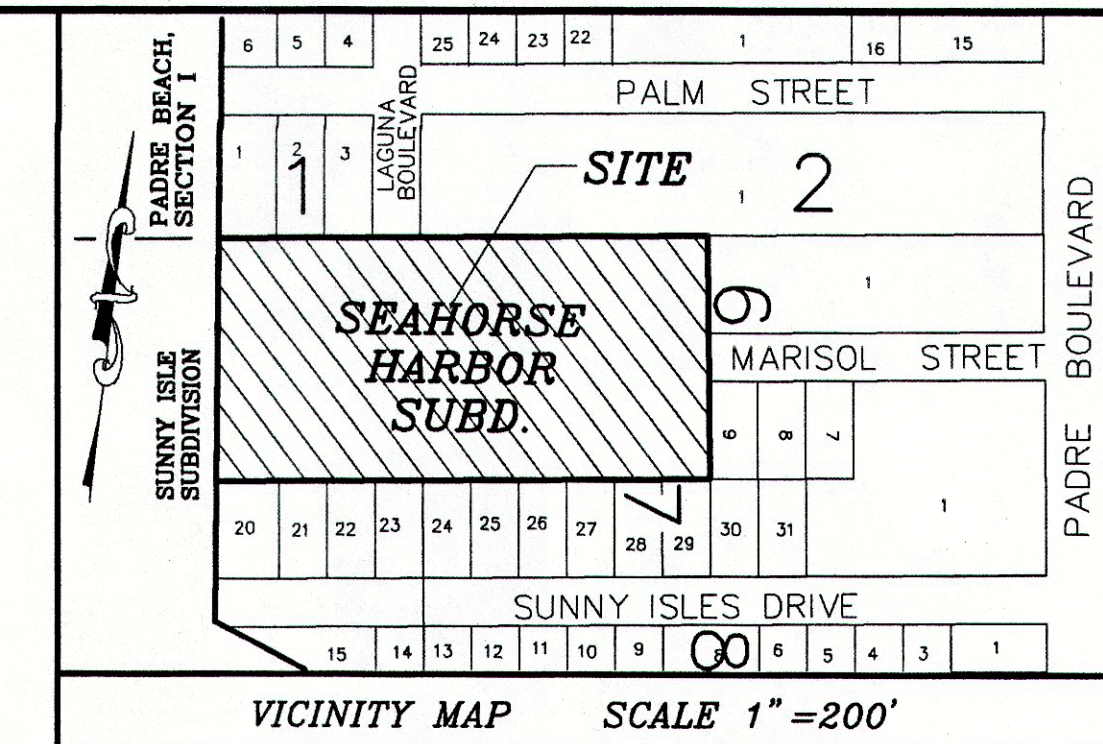 6 5 4 25 24 23 22 1 16 15
PALM STREET
PADRE BEACH,
SECTION I
LAGUNA
BOULEVARD
1 2 3
1
SITE
1 2
SEAHORSE
HARBOR
SUBD.
6 1
MARISOL STREET
SUNNY ISLE
SUBDIVISION
9 8 7
1
PADRE BOULEVARD
20 21 22 23 24 25 26 27 28 29 30 31
7
SUNNY ISLES DRIVE
15 14 13 12 11 10 9 8 6 5 4 3 1
VICINITY MAP SCALE 1"=200'